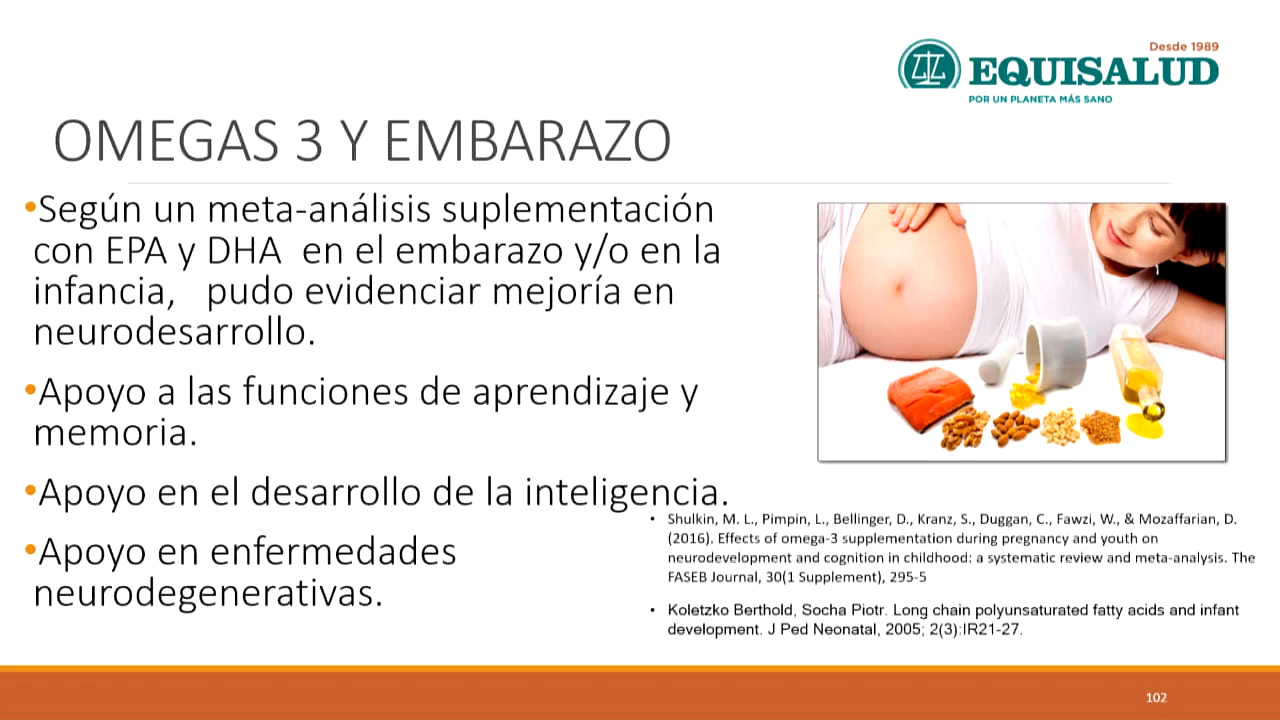 Desde 1989
EQUISALUD
POR UN PLANETA MÁS SANO
OMEGAS 3 Y EMBARAZO
•Según un meta-análisis suplementación
con EPA y DHA en el embarazo y/o en la
infancia, pudo evidenciar mejoría en
neurodesarrollo.
•Apoyo a las funciones de aprendizaje y
memoria.
•Apoyo en el desarrollo de la inteligencia.
•Apoyo en enfermedades
neurodegenerativas.
• Shulkin, M. L., Pimpin, L., Bellinger, D., Kranz, S., Duggan, C., Fawzi, W., & Mozaffarian, D.
(2016). Effects of omega-3 supplementation during pregnancy and youth on
neurodevelopment and cognition in childhood: a systematic review and meta-analysis. The
FASEB Journal, 30(1 Supplement), 295-5
• Koletzko Berthold, Socha Piotr. Long chain polyunsaturated fatty acids and infant
development. J Ped Neonatal, 2005; 2(3):IR21-27.
102